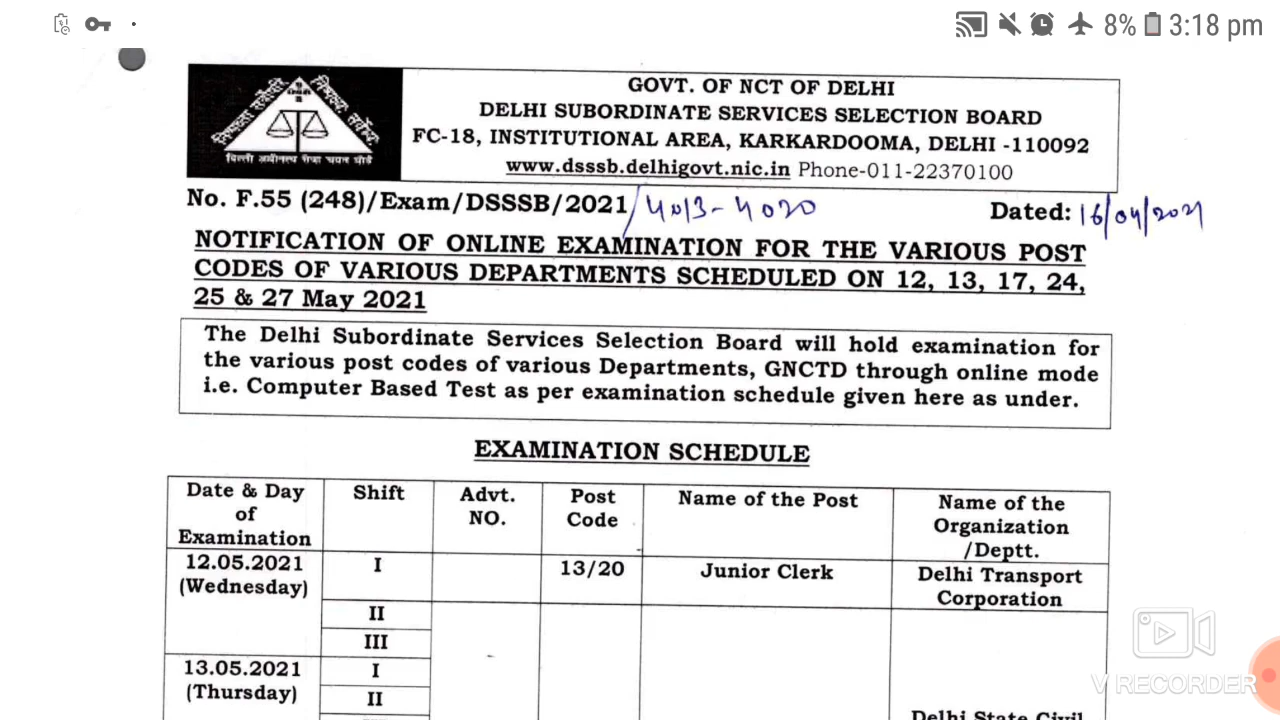 8% 3:18 pm
GOVT. OF NCT OF DELHI
DELHI SUBORDINATE SERVICES SELECTION BOARD
FC-18, INSTITUTIONAL AREA, KARKARDOOMA, DELHI -110092
www.dsssb.delhigovt.nic.in Phone-011-22370100
दिल्ली अधीनस्थ सेवा चयन बोर्ड
No. F.55 (248)/Exam/DSSSB/2021/4013-4020 Dated: 16/04/2021
NOTIFICATION OF ONLINE EXAMINATION FOR THE VARIOUS POST
CODES OF VARIOUS DEPARTMENTS SCHEDULED ON 12, 13, 17, 24,
25 & 27 May 2021
The Delhi Subordinate Services Selection Board will hold examination for
the various post codes of various Departments, GNCTD through online mode
i.e. Computer Based Test as per examination schedule given here as under.
EXAMINATION SCHEDULE
Date & Day of Examination Shift Advt. NO. Post Code Name of the Post Name of the Organization /Deptt.
12.05.2021 (Wednesday) I 13/20 Junior Clerk Delhi Transport Corporation
II
III
13.05.2021 (Thursday) I
II
Delhi State Civil
V RECORDER